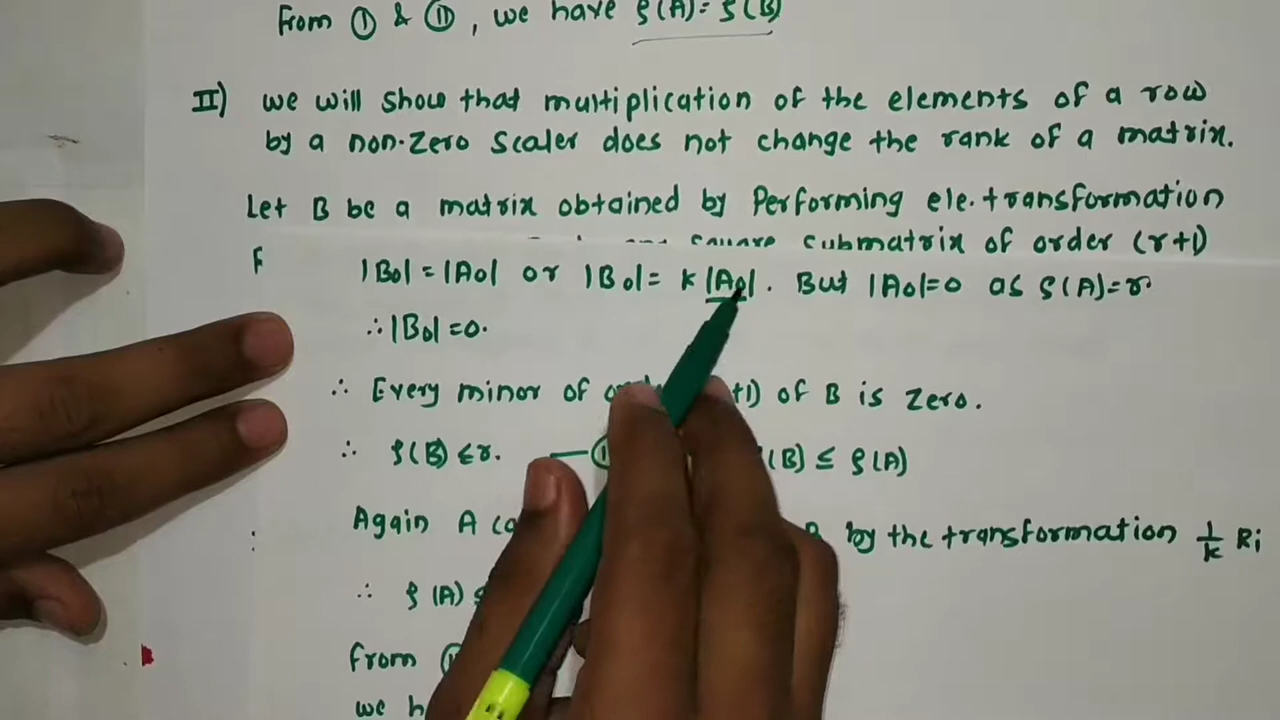 From ① & ⑪, we have ρ(A)= ρ(B)
II) we will show that multiplication of the elements of a row
by a non-zero scaler does not change the rank of a matrix.
Let B be a matrix obtained by Performing ele. transformation
square submatrix of order (r+1)
|B₀| = |A₀| or |B₀| = k |A₀|. But |A₀|=0 as ρ(A)=r
∴ |B₀| =0.
∴ Every minor of +1) of B is zero.
∴ ρ(B) ≤ r. (B) ≤ ρ(A)
Again A by the transformation 1/k Ri
∴ ρ(A) ≤
From
we